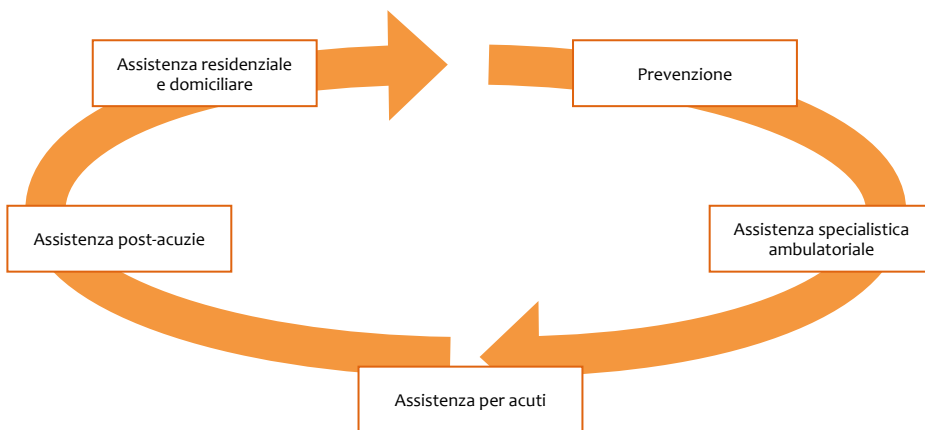 Assistenza residenziale
e domiciliare
Prevenzione
Assistenza post-acuzie
Assistenza specialistica
ambulatoriale
Assistenza per acuti